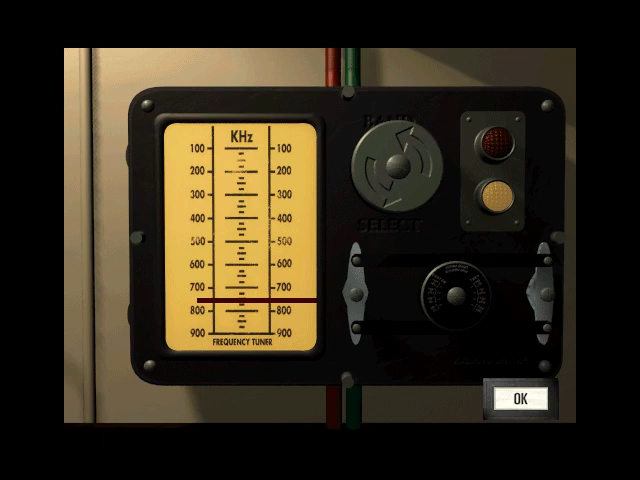 KHz
100 100
200 200
300 300
400 400
500 500
600 600
700 700
800 800
900 900
FREQUENCY TUNER
BAND
SELECT
OK